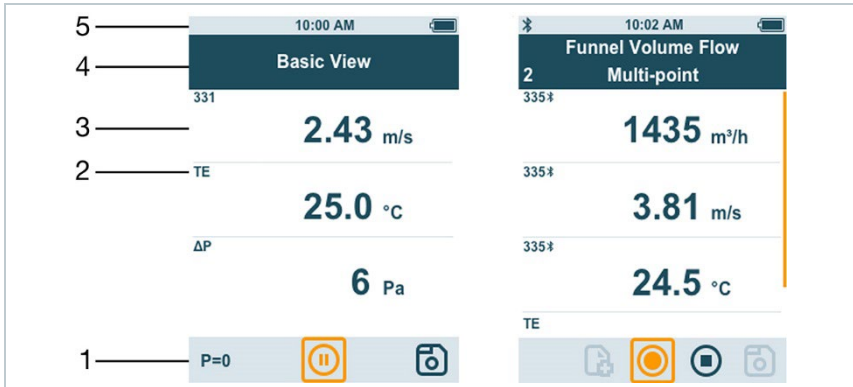 5
10:00 AM
4
Basic View
331
3
2.43 m/s
2
TE
25.0 °C
ΔP
6 Pa
1
P=0
10:02 AM
Funnel Volume Flow
2 Multi-point
335
1435 m³/h
335
3.81 m/s
335
24.5 °C
TE